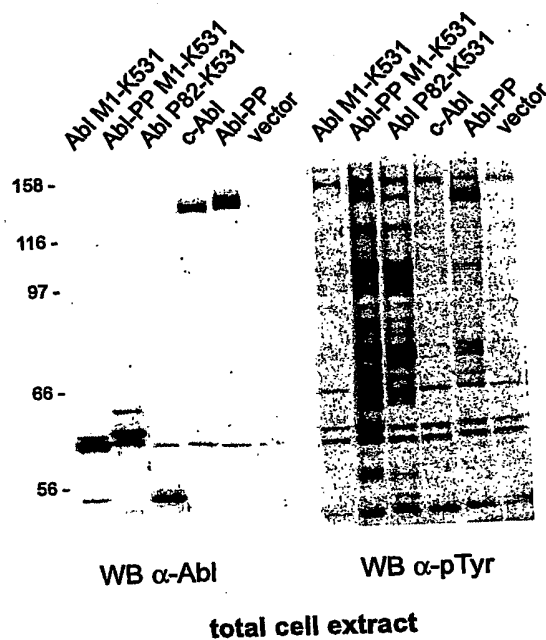 Abl M1-K531
Abl-PP M1-K531
Abl P82-K531
c-Abl
Abl-PP
vector
Abl M1-K531
Abl-PP M1-K531
Abl P82-K531
c-Abl
Abl-PP
vector
158 -
116 -
97 -
66 -
56 -
WB α-Abl
WB α-pTyr
total cell extract